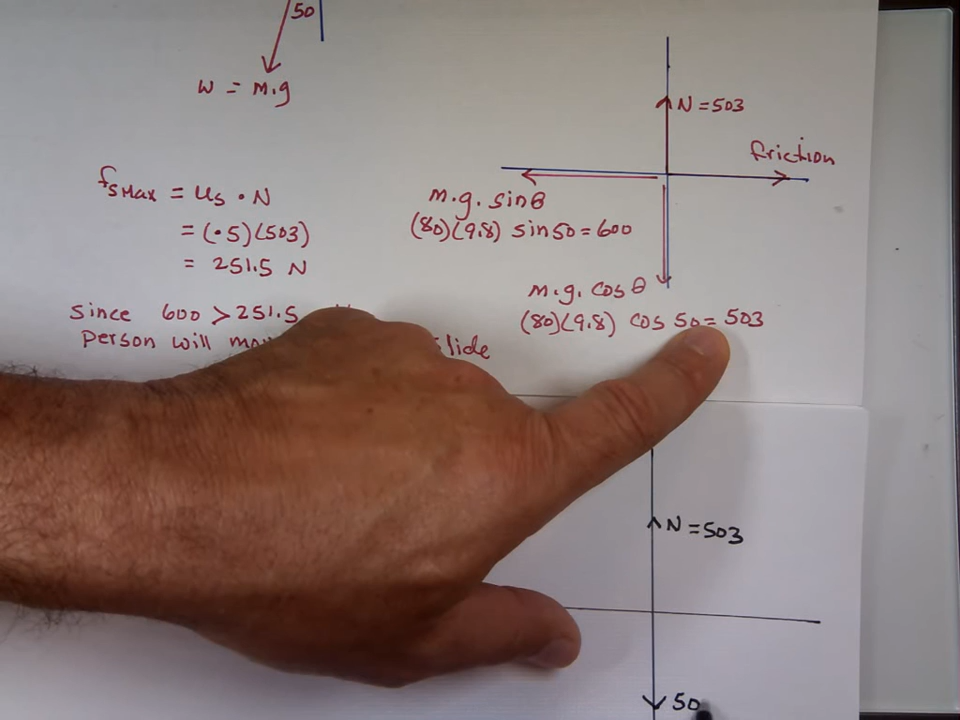 50
W = m.g
N = 503
friction
fsmax = us • N
= (.5)(503)
= 251.5 N
m.g. sinθ
(80)(9.8) sin50 = 600
m.g. cosθ
(80)(9.8) cos 50 = 503
since 600 > 251.5
person will
N = 503
50